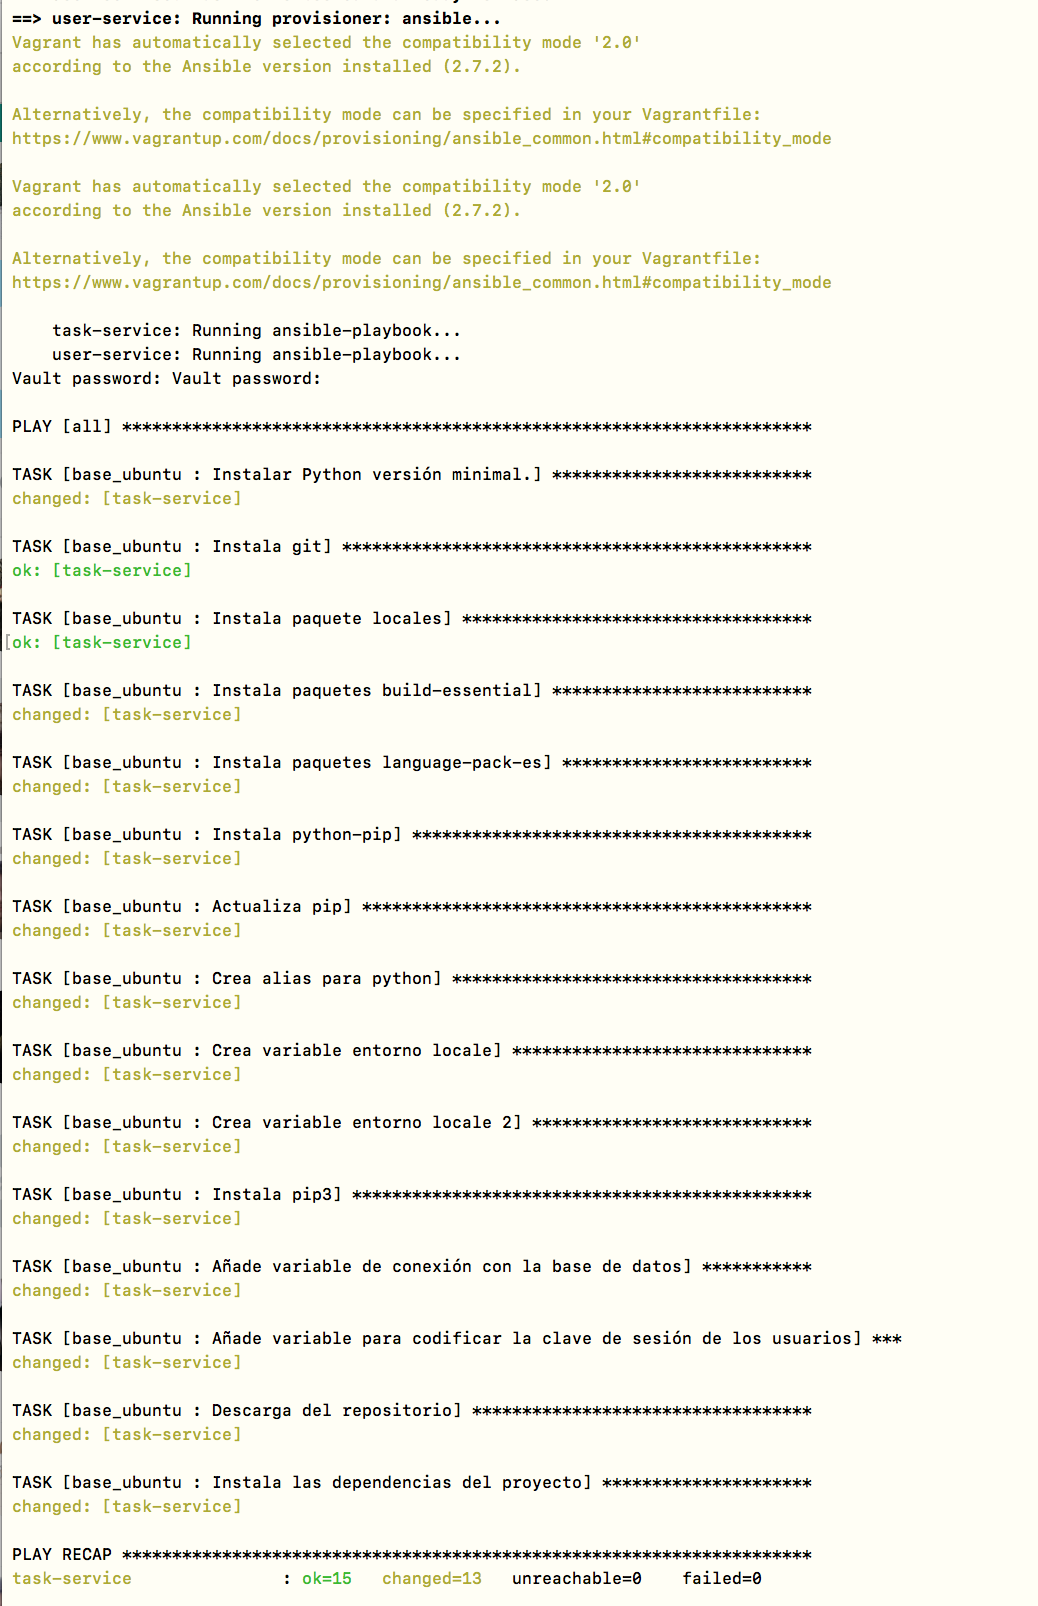 ==> user-service: Running provisioner: ansible...
Vagrant has automatically selected the compatibility mode '2.0'
according to the Ansible version installed (2.7.2).
Alternatively, the compatibility mode can be specified in your Vagrantfile:
https://www.vagrantup.com/docs/provisioning/ansible_common.html#compatibility_mode
Vagrant has automatically selected the compatibility mode '2.0'
according to the Ansible version installed (2.7.2).
Alternatively, the compatibility mode can be specified in your Vagrantfile:
https://www.vagrantup.com/docs/provisioning/ansible_common.html#compatibility_mode
task-service: Running ansible-playbook...
user-service: Running ansible-playbook...
Vault password: Vault password:
PLAY [all] *********************************************************************
TASK [base_ubuntu : Instalar Python versión minimal.] **************************
changed: [task-service]
TASK [base_ubuntu : Instala git] ***********************************************
ok: [task-service]
TASK [base_ubuntu : Instala paquete locales] ***********************************
[ok: [task-service]
TASK [base_ubuntu : Instala paquetes build-essential] **************************
changed: [task-service]
TASK [base_ubuntu : Instala paquetes language-pack-es] *************************
changed: [task-service]
TASK [base_ubuntu : Instala python-pip] ****************************************
changed: [task-service]
TASK [base_ubuntu : Actualiza pip] *********************************************
changed: [task-service]
TASK [base_ubuntu : Crea alias para python] ************************************
changed: [task-service]
TASK [base_ubuntu : Crea variable entorno locale] ******************************
changed: [task-service]
TASK [base_ubuntu : Crea variable entorno locale 2] ****************************
changed: [task-service]
TASK [base_ubuntu : Instala pip3] **********************************************
changed: [task-service]
TASK [base_ubuntu : Añade variable de conexión con la base de datos] ***********
changed: [task-service]
TASK [base_ubuntu : Añade variable para codificar la clave de sesión de los usuarios] ***
changed: [task-service]
TASK [base_ubuntu : Descarga del repositorio] **********************************
changed: [task-service]
TASK [base_ubuntu : Instala las dependencias del proyecto] *********************
changed: [task-service]
PLAY RECAP *********************************************************************
task-service : ok=15 changed=13 unreachable=0 failed=0